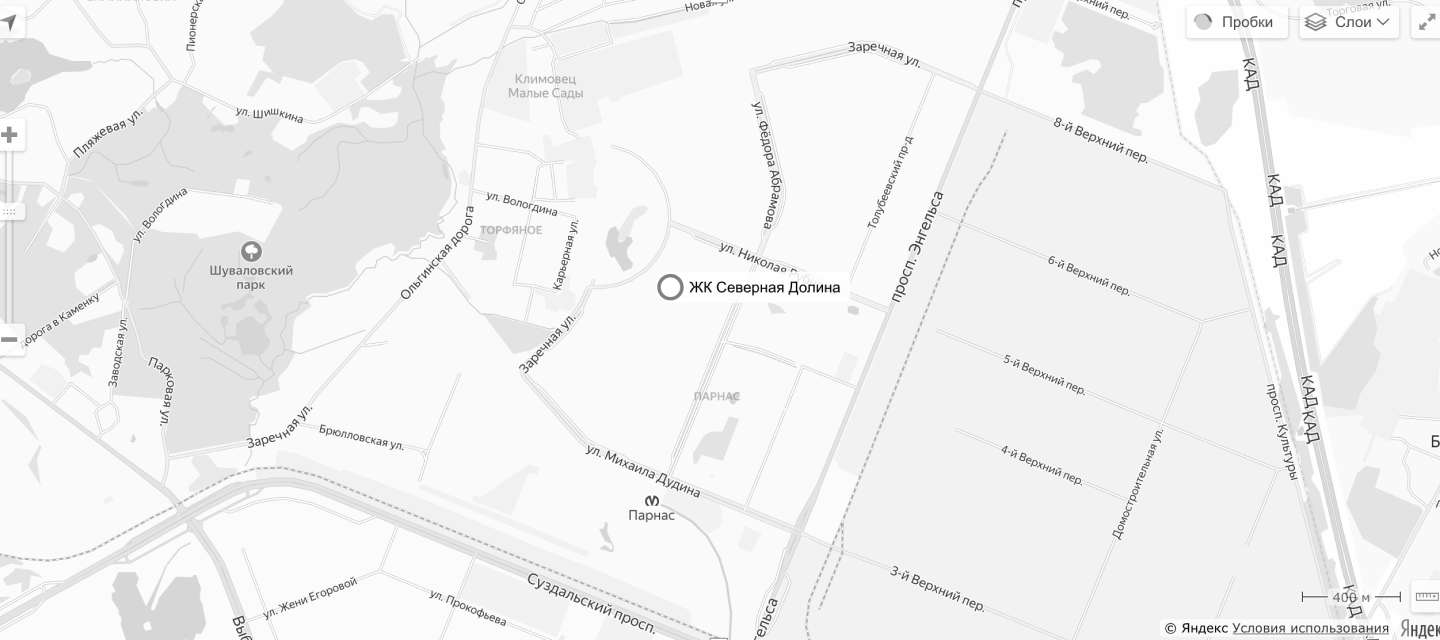 Пробки
Слои
КАД
Заречная ул.
Климовец
Малые Сады
ул. Шишкина
Пляжевая ул.
ул. Фёдора Абрамова
8-й Верхний пер.
Толубеевский пр-д
ул. Вологдина
ул. Вологдина
ТОРФЯНОЕ
Карьерная ул.
Ольгинская дорога
просп. Энгельса
КАД
КАД
ул. Николая
6-й Верхний пер.
Шуваловский
парк
ЖК Северная Долина
Заводская ул.
Парковая ул.
Заречная ул.
5-й Верхний пер.
ПАРНАС
КАД
КАД
просп. Культуры
Заречная ул.
Брюлловская ул.
ул. Михаила Дудина
4-й Верхний пер.
Домостроительная ул.
Парнас
3-й Верхний пер.
Суздальский просп.
ул. Жени Егоровой
ул. Прокофьева
400 м
© Яндекс Условия использования